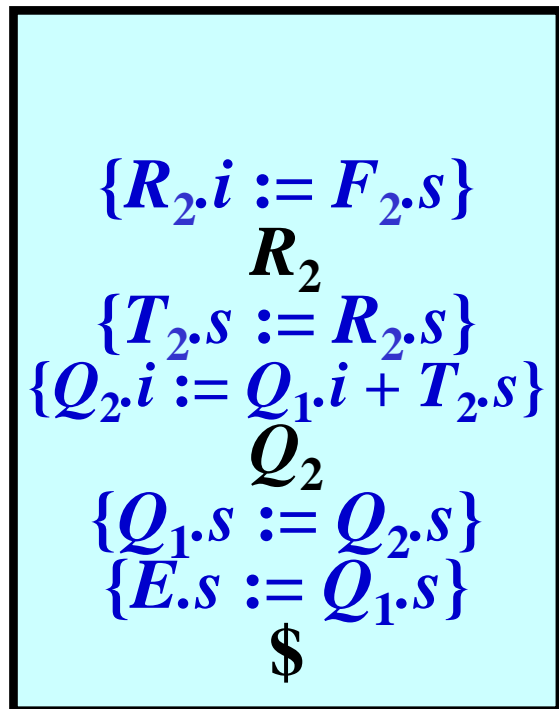 {R₂.i := F₂.s}
R₂
{T₂.s := R₂.s}
{Q₂.i := Q₁.i + T₂.s}
Q₂
{Q₁.s := Q₂.s}
{E.s := Q₁.s}
$